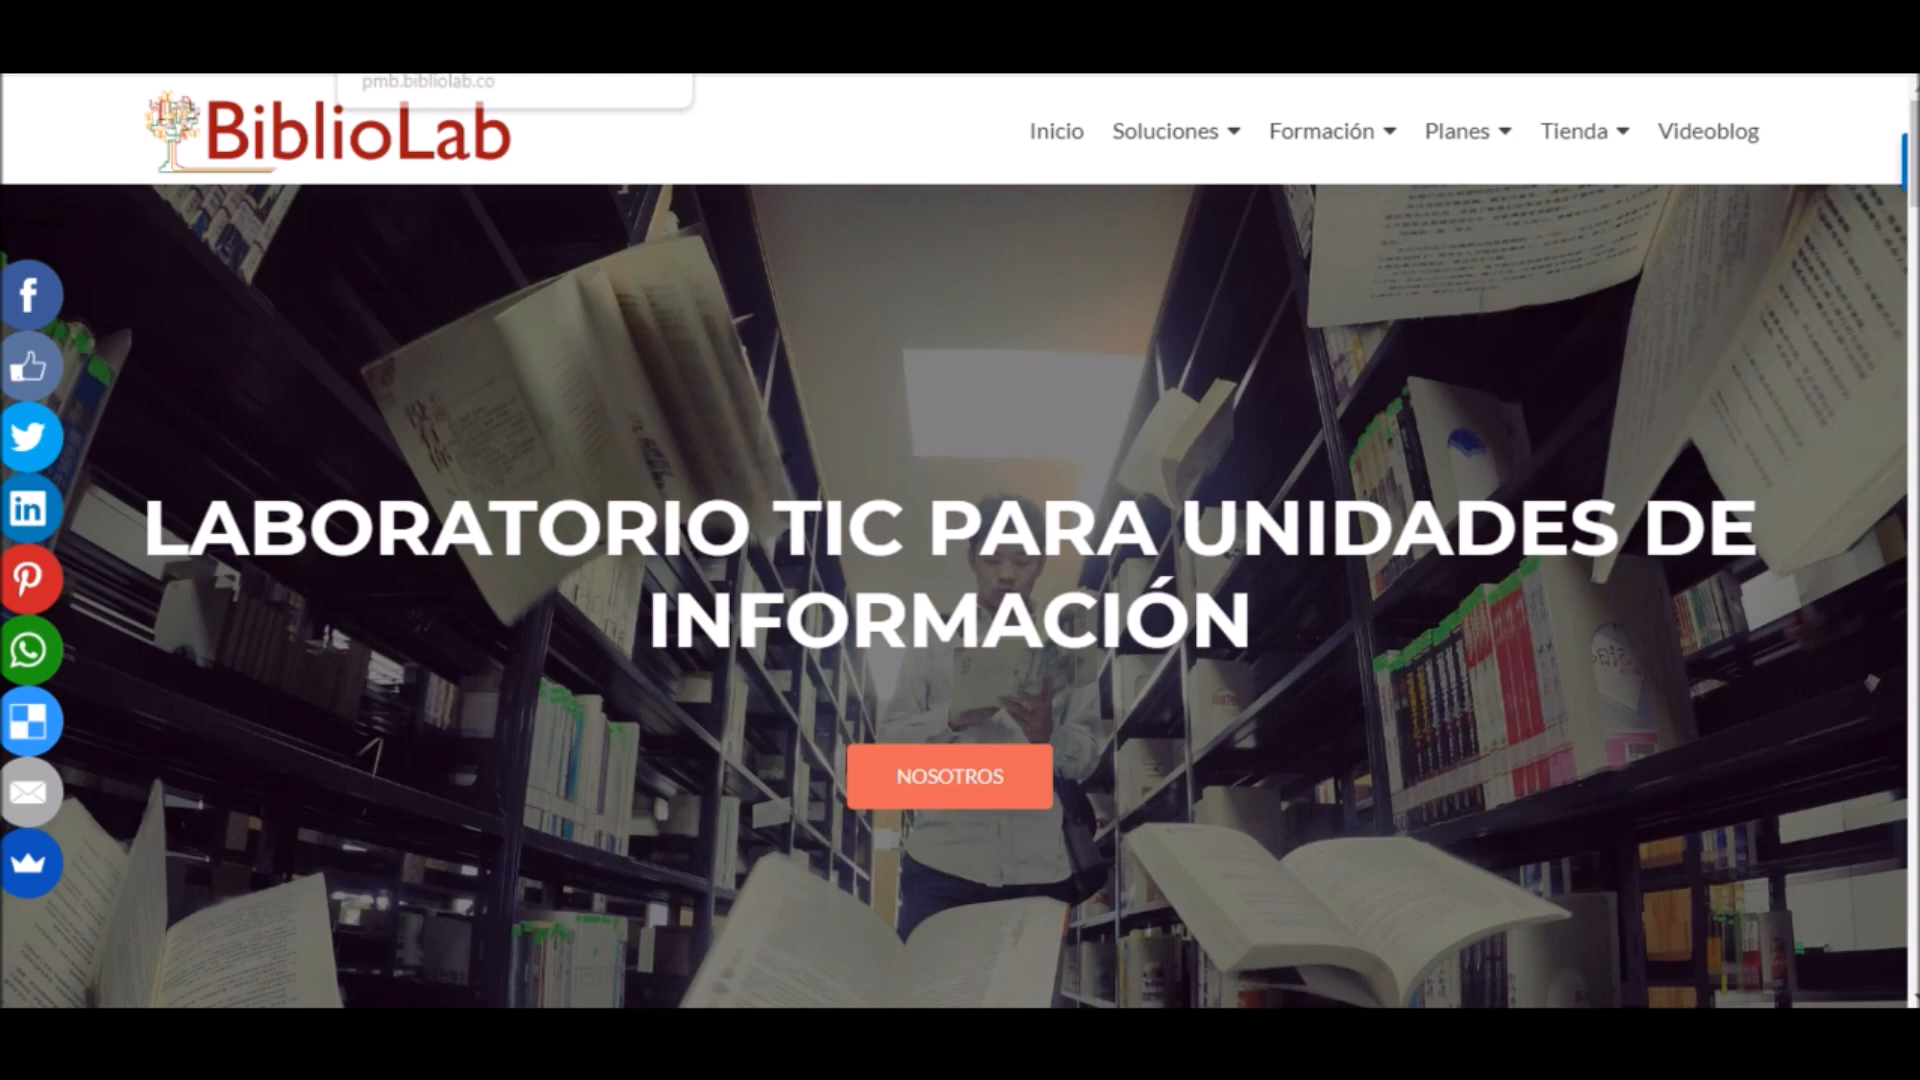 pmb.bibliolab.co
BiblioLab
Inicio Soluciones Formación Planes Tienda Videoblog
LABORATORIO TIC PARA UNIDADES DE
INFORMACIÓN
NOSOTROS